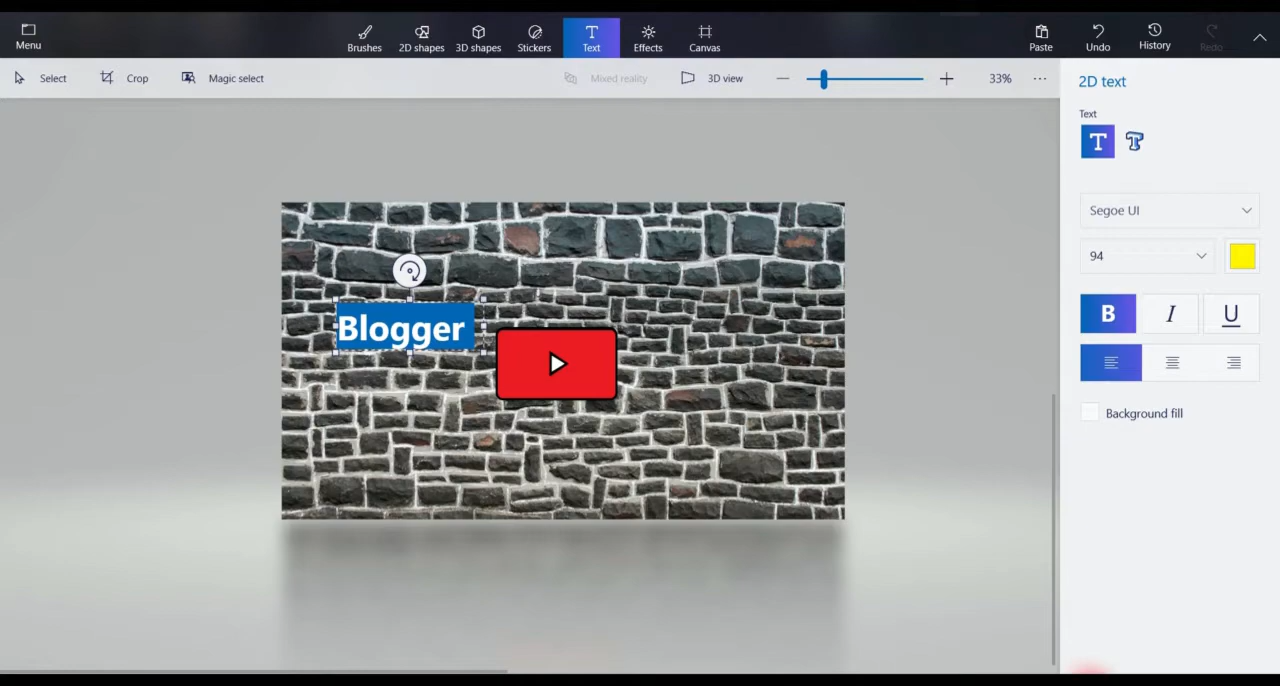 Menu
Brushes
2D shapes
3D shapes
Stickers
Text
Effects
Canvas
Paste
Undo
History
Redo
Select
Crop
Magic select
Mixed reality
3D view
33%
2D text
Text
Segoe UI
94
B I U
Background fill
Blogger